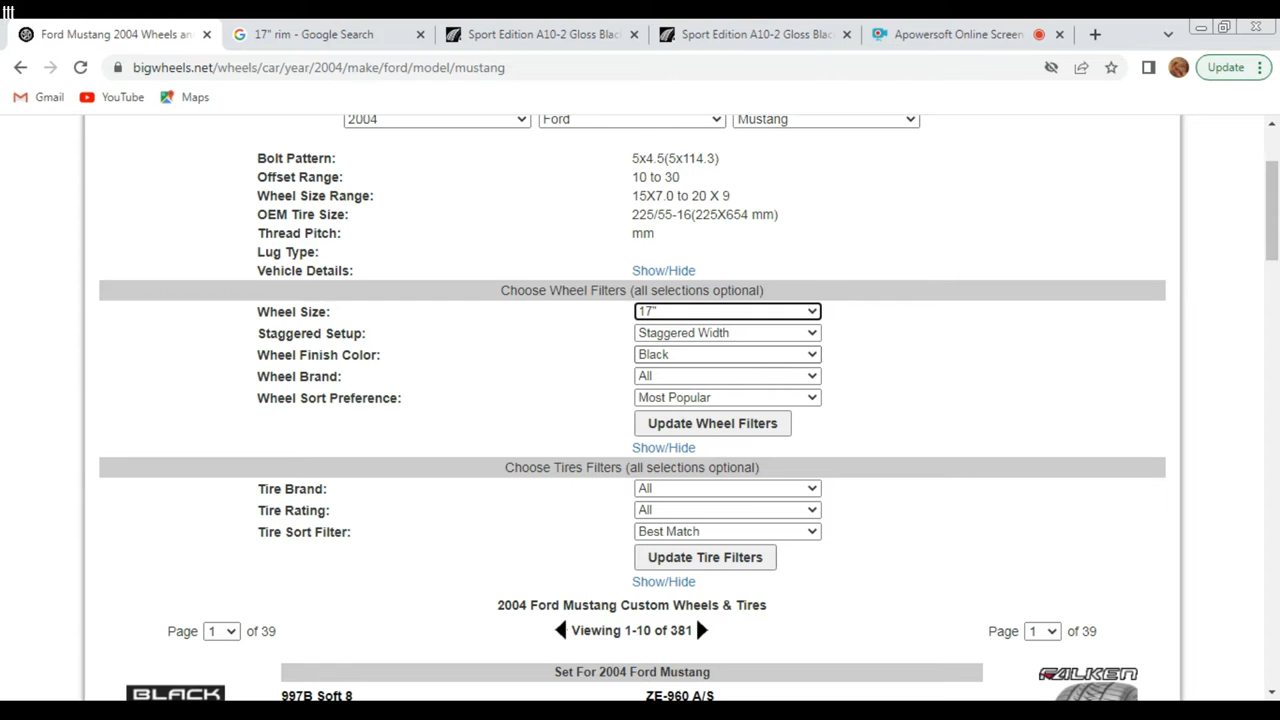 Ford Mustang 2004 Wheels an
17" rim - Google Search
Sport Edition A10-2 Gloss Blac
Sport Edition A10-2 Gloss Blac
Apowersoft Online Screen
bigwheels.net/wheels/car/year/2004/make/ford/model/mustang
Update
Gmail YouTube Maps
2004 Ford Mustang
Bolt Pattern: 5x4.5(5x114.3)
Offset Range: 10 to 30
Wheel Size Range: 15X7.0 to 20 X 9
OEM Tire Size: 225/55-16(225X654 mm)
Thread Pitch: mm
Lug Type:
Vehicle Details: Show/Hide
Choose Wheel Filters (all selections optional)
Wheel Size: 17"
Staggered Setup: Staggered Width
Wheel Finish Color: Black
Wheel Brand: All
Wheel Sort Preference: Most Popular
Update Wheel Filters
Show/Hide
Choose Tires Filters (all selections optional)
Tire Brand: All
Tire Rating: All
Tire Sort Filter: Best Match
Update Tire Filters
Show/Hide
2004 Ford Mustang Custom Wheels & Tires
Page 1 of 39 Viewing 1-10 of 381 Page 1 of 39
Set For 2004 Ford Mustang
FALKEN
BLACK 997B Soft 8 ZE-960 A/S